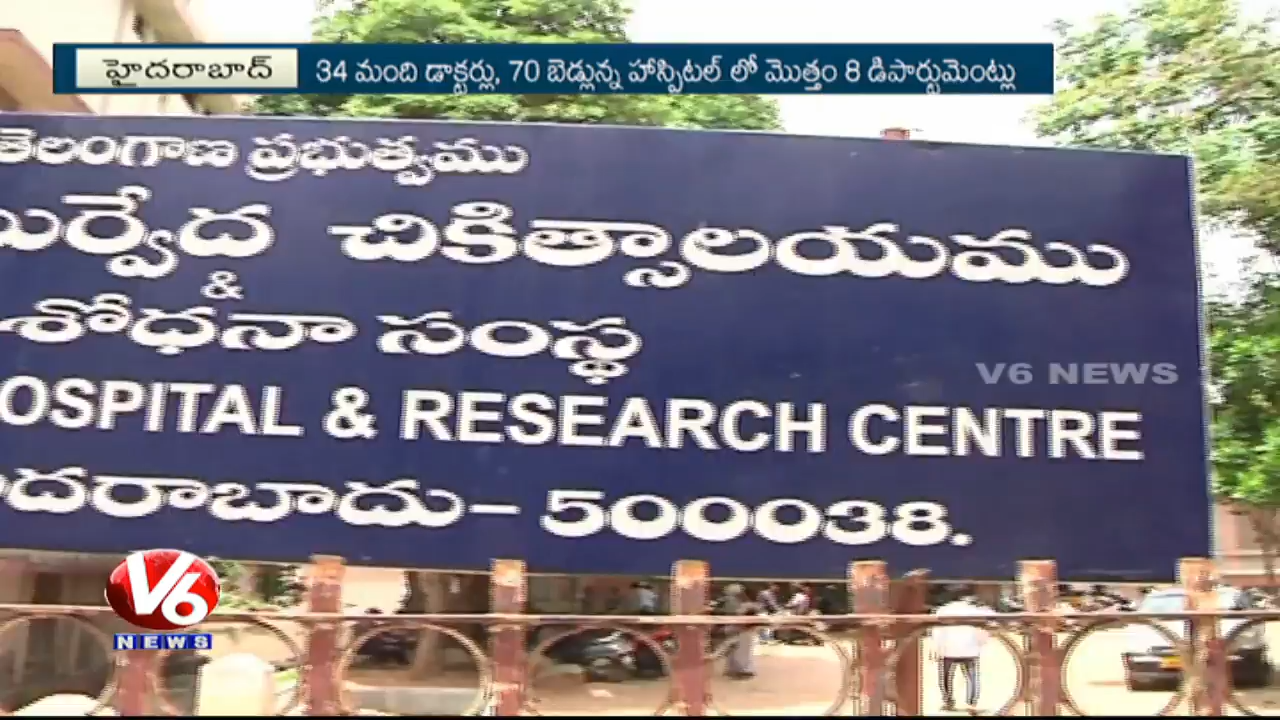 హైదరాబాద్ 34 మంది డాక్టర్లు, 70 బెడ్లున్న హాస్పిటల్ లో మొత్తం 8 డిపార్టుమెంట్లు
తెలంగాణ ప్రభుత్వము
యుర్వేద చికిత్సాలయము
&
శోధనా సంస్థ
V6 NEWS
OSPITAL & RESEARCH CENTRE
దరాబాదు- 500038.
V6
NEWS